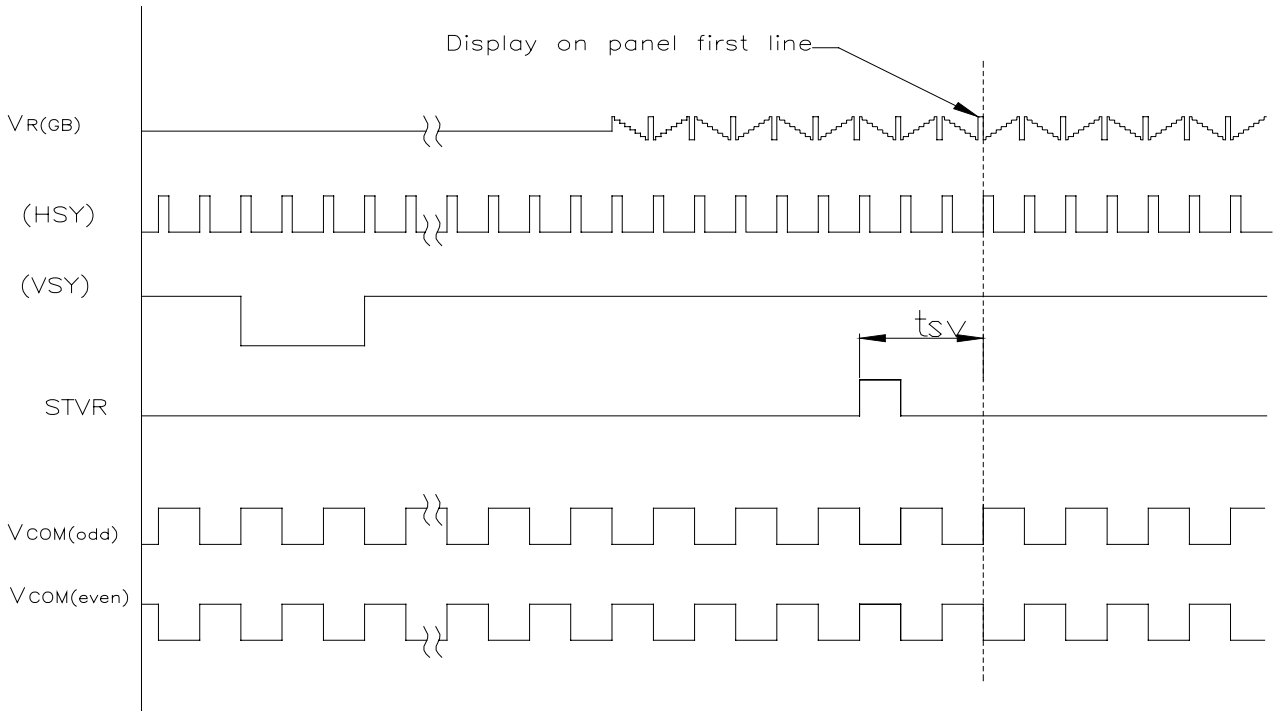 Display on panel first line
VR(GB)
(HSY)
(VSY)
tsv
STVR
VCOM(odd)
VCOM(even)